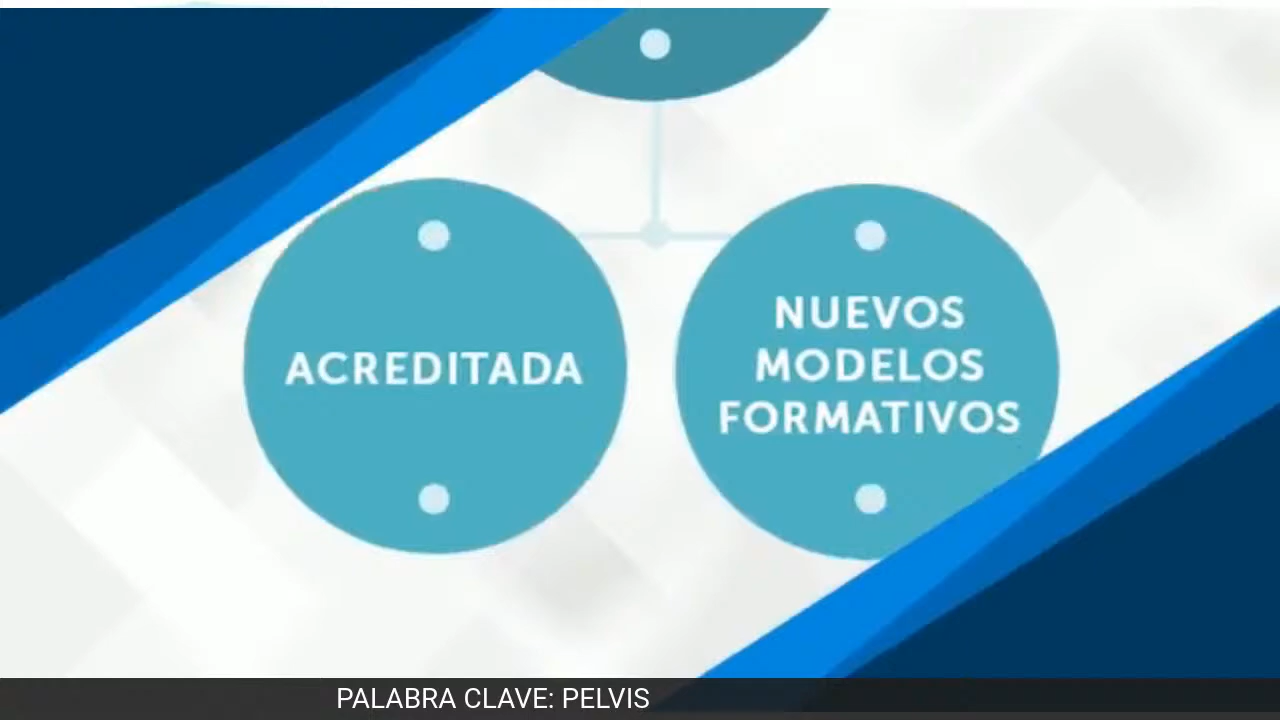 ACREDITADA
NUEVOS
MODELOS
FORMATIVOS
PALABRA CLAVE: PELVIS